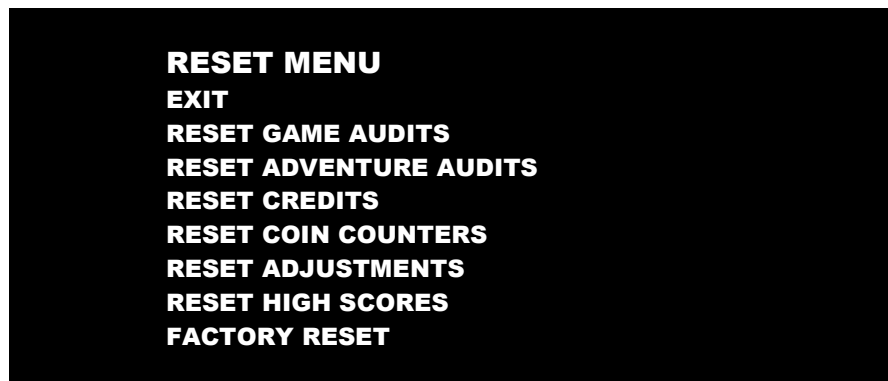 RESET MENU
EXIT
RESET GAME AUDITS
RESET ADVENTURE AUDITS
RESET CREDITS
RESET COIN COUNTERS
RESET ADJUSTMENTS
RESET HIGH SCORES
FACTORY RESET